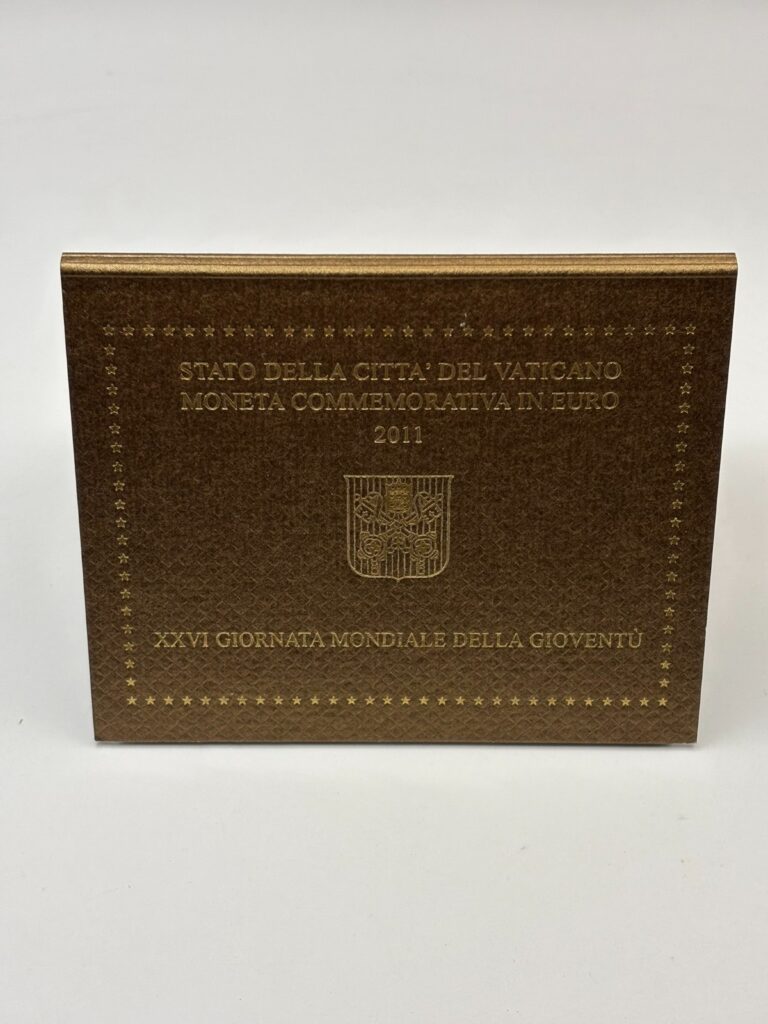 STATO DELLA CITTA' DEL VATICANO
MONETA COMMEMORATIVA IN EURO
2011
XXVI GIORNATA MONDIALE DELLA GIOVENTÙ